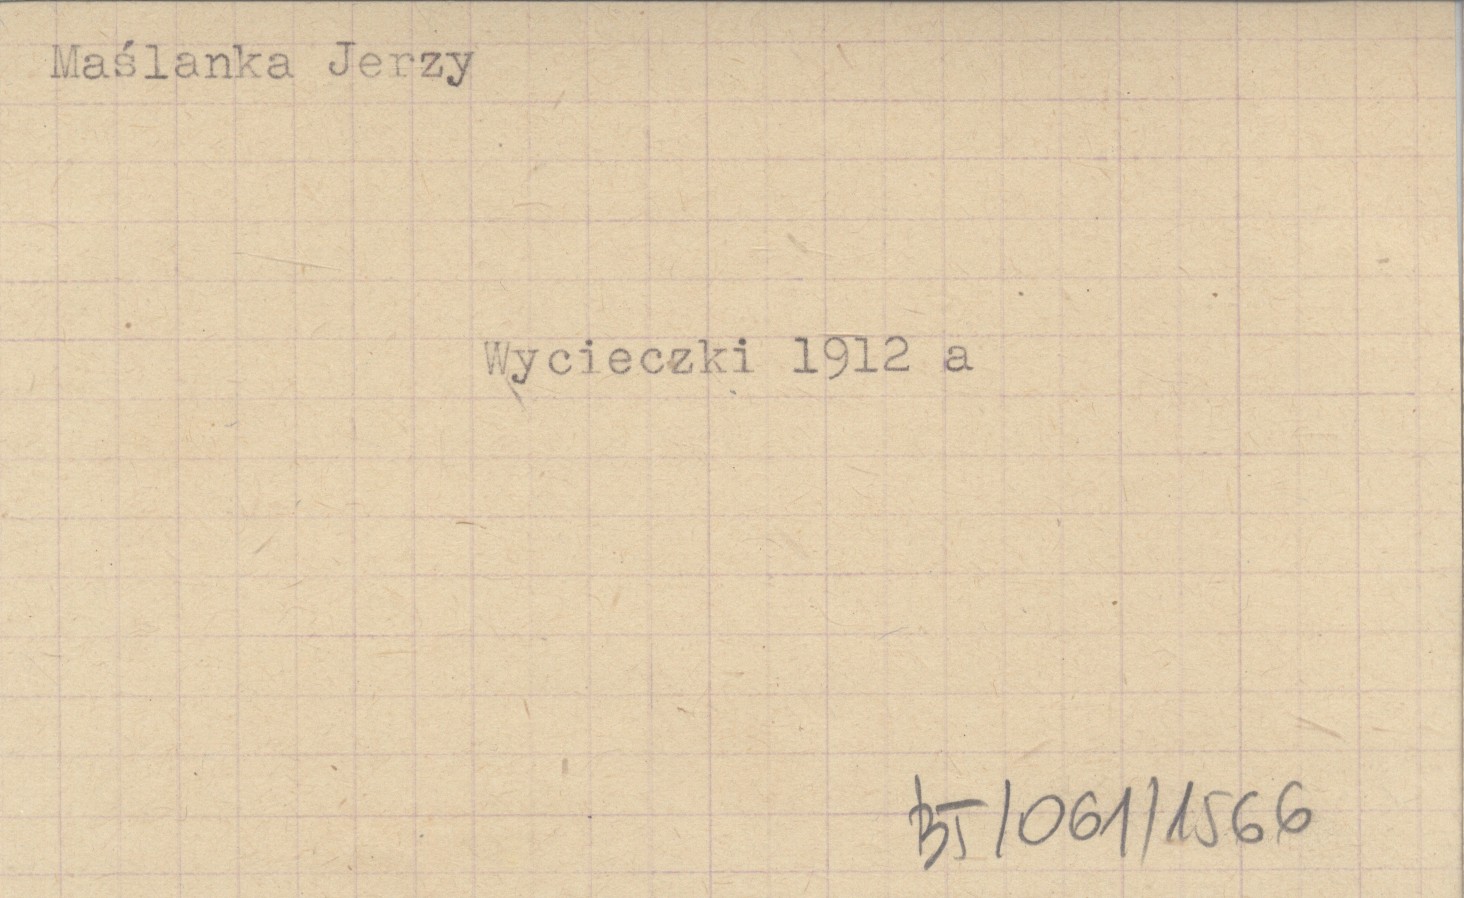 Maślanka Jerzy
Wycieczki 1912 a
BJ/061/1566